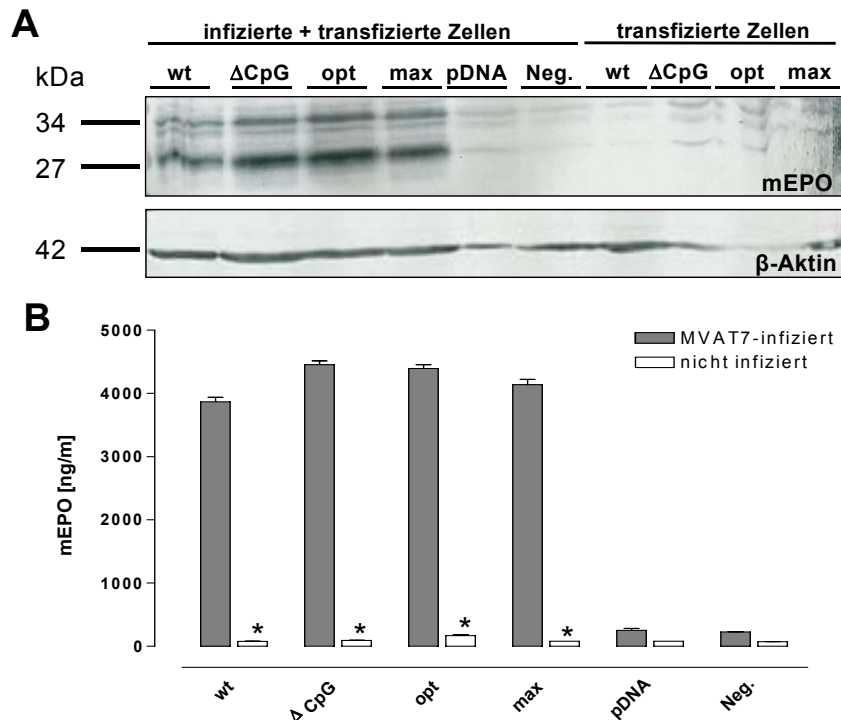 A
infizierte + transfizierte Zellen
transfizierte Zellen
kDa
wt ΔCpG opt max pDNA Neg. wt ΔCpG opt max
34
27
mEPO
42
β-Aktin
B
5000
4000
3000
2000
1000
0
mEPO [ng/m]
MVAT7-infiziert
nicht infiziert
* * * *
wt Δ CpG opt max pDNA Neg.